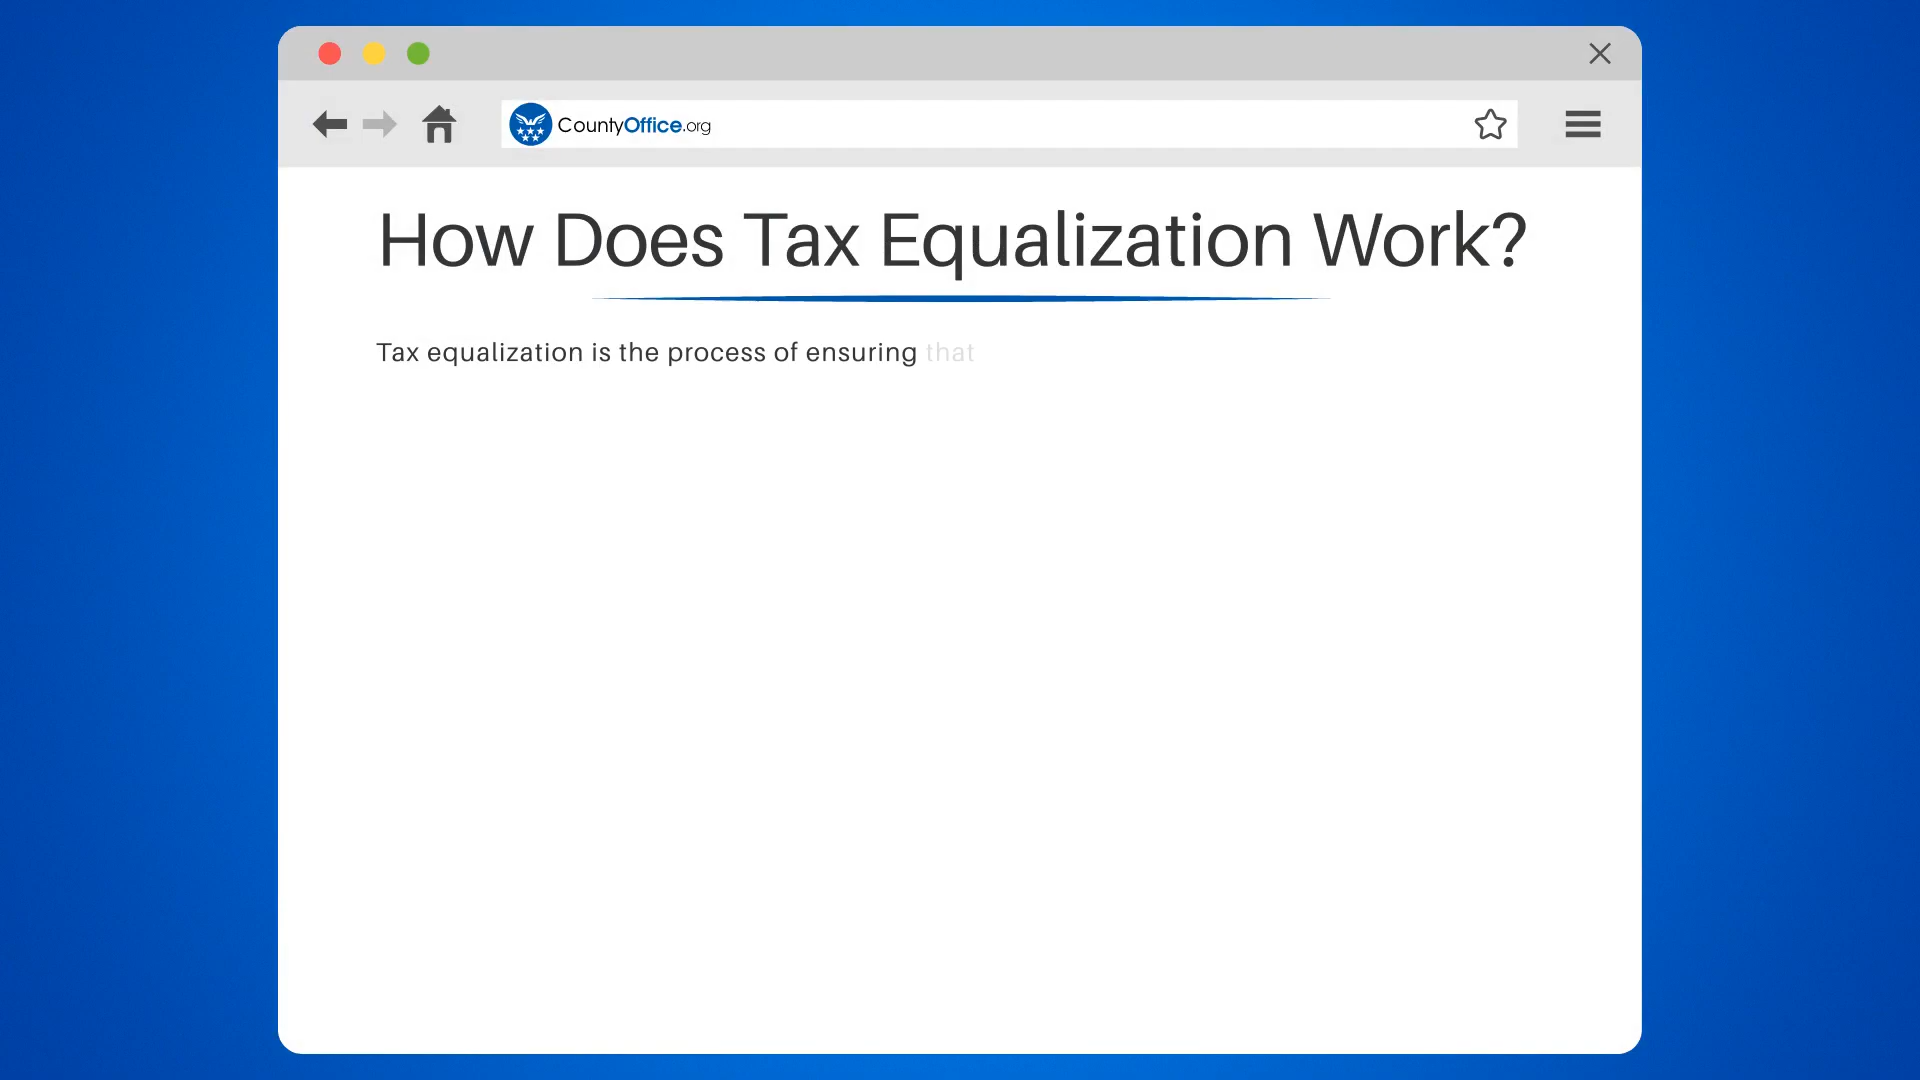 CountyOffice.org
How Does Tax Equalization Work?
Tax equalization is the process of ensuring that